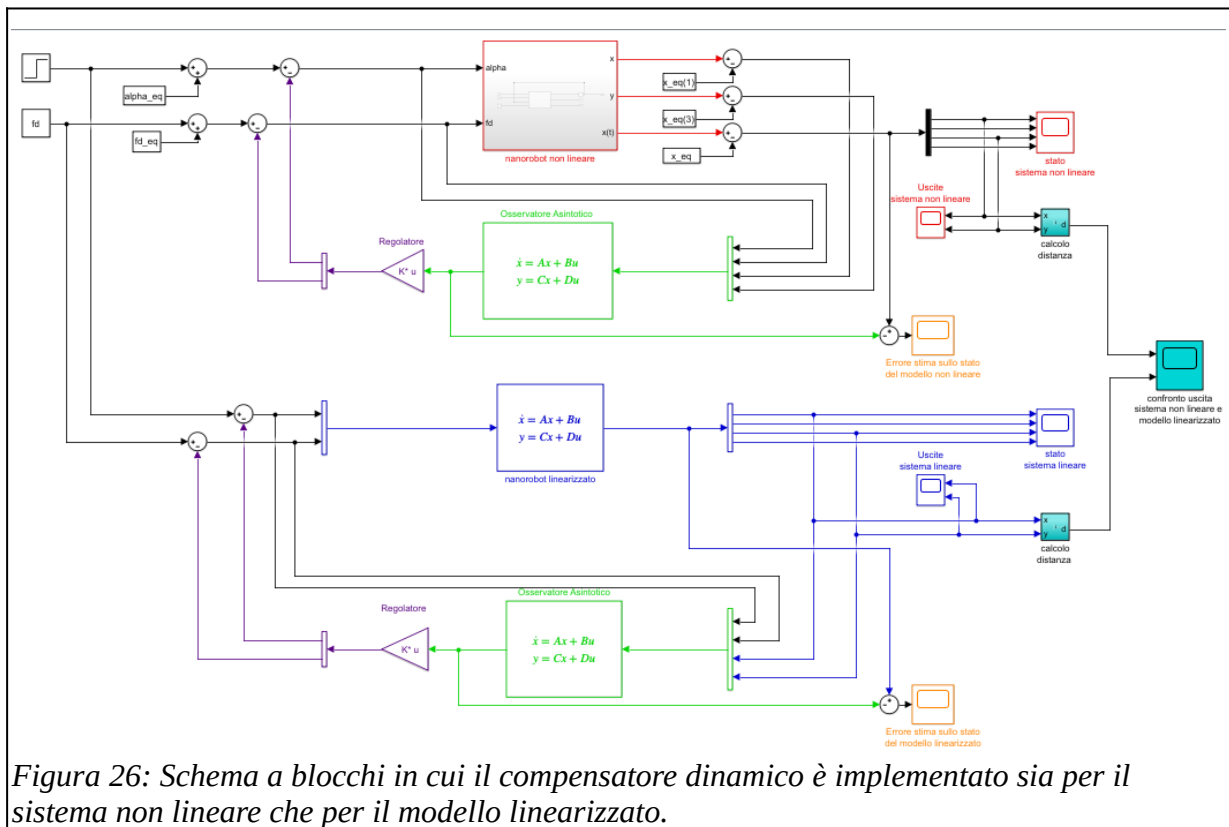 alpha_eq
fd
fd_eq
alpha
fd
x
y
x(t)
nanorobot non lineare
x_eq(1)
x_eq(3)
x_eq
stato
sistema non lineare
Uscite
sistema non lineare
x
y
d
calcolo
distanza
Osservatore Asintotico
ẋ = Ax + Bu
y = Cx + Du
Regolatore
K* u
Errore stima sullo stato
del modello non lineare
confronto uscita
sistema non lineare e
modello linearizzato
ẋ = Ax + Bu
y = Cx + Du
nanorobot linearizzato
stato
sistema lineare
Uscite
sistema lineare
x
y
d
calcolo
distanza
Osservatore Asintotico
ẋ = Ax + Bu
y = Cx + Du
Regolatore
K* u
Errore stima sullo stato
del modello linearizzato
Figura 26: Schema a blocchi in cui il compensatore dinamico è implementato sia per il
sistema non lineare che per il modello linearizzato.